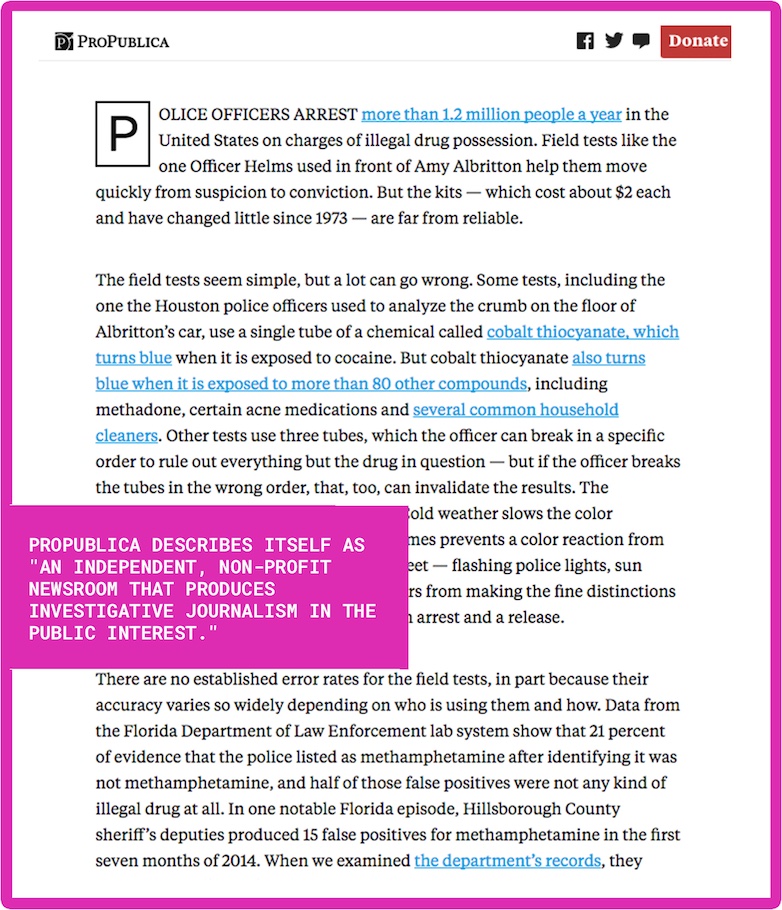 PROPUBLICA
Donate
POLICE OFFICERS ARREST more than 1.2 million people a year in the
United States on charges of illegal drug possession. Field tests like the
one Officer Helms used in front of Amy Albritton help them move
quickly from suspicion to conviction. But the kits — which cost about $2 each
and have changed little since 1973 — are far from reliable.
The field tests seem simple, but a lot can go wrong. Some tests, including the
one the Houston police officers used to analyze the crumb on the floor of
Albritton’s car, use a single tube of a chemical called cobalt thiocyanate, which
turns blue when it is exposed to cocaine. But cobalt thiocyanate also turns
blue when it is exposed to more than 80 other compounds, including
methadone, certain acne medications and several common household
cleaners. Other tests use three tubes, which the officer can break in a specific
order to rule out everything but the drug in question — but if the officer breaks
the tubes in the wrong order, that, too, can invalidate the results. The
old weather slows the color
mes prevents a color reaction from
eet — flashing police lights, sun
rs from making the fine distinctions
arrest and a release.
PROPUBLICA DESCRIBES ITSELF AS
"AN INDEPENDENT, NON-PROFIT
NEWSROOM THAT PRODUCES
INVESTIGATIVE JOURNALISM IN THE
PUBLIC INTEREST."
There are no established error rates for the field tests, in part because their
accuracy varies so widely depending on who is using them and how. Data from
the Florida Department of Law Enforcement lab system show that 21 percent
of evidence that the police listed as methamphetamine after identifying it was
not methamphetamine, and half of those false positives were not any kind of
illegal drug at all. In one notable Florida episode, Hillsborough County
sheriff’s deputies produced 15 false positives for methamphetamine in the first
seven months of 2014. When we examined the department’s records, they